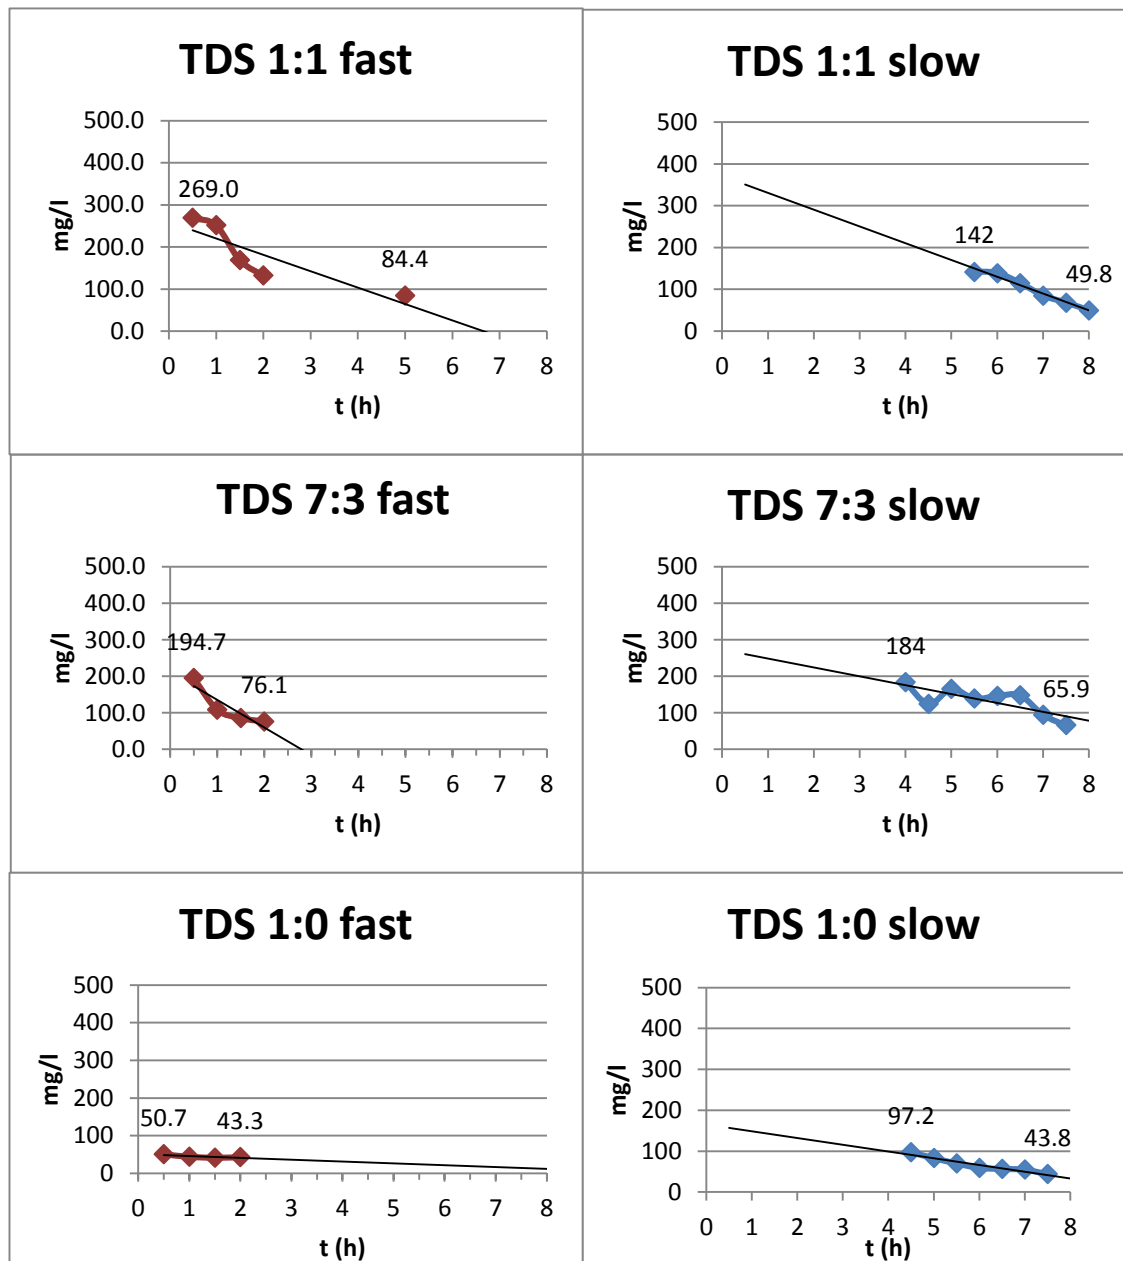 TDS 1:1 fast
500.0
400.0
300.0
200.0
100.0
0.0
mg/l
269.0
84.4
0 1 2 3 4 5 6 7 8
t (h)
TDS 1:1 slow
500
400
300
200
100
0
mg/l
142
49.8
0 1 2 3 4 5 6 7 8
t (h)
TDS 7:3 fast
500.0
400.0
300.0
200.0
100.0
0.0
mg/l
194.7
76.1
0 1 2 3 4 5 6 7 8
t (h)
TDS 7:3 slow
500
400
300
200
100
0
mg/l
184
65.9
0 1 2 3 4 5 6 7 8
t (h)
TDS 1:0 fast
500
400
300
200
100
0
mg/l
50.7
43.3
0 1 2 3 4 5 6 7 8
t (h)
TDS 1:0 slow
500
400
300
200
100
0
mg/l
97.2
43.8
0 1 2 3 4 5 6 7 8
t (h)